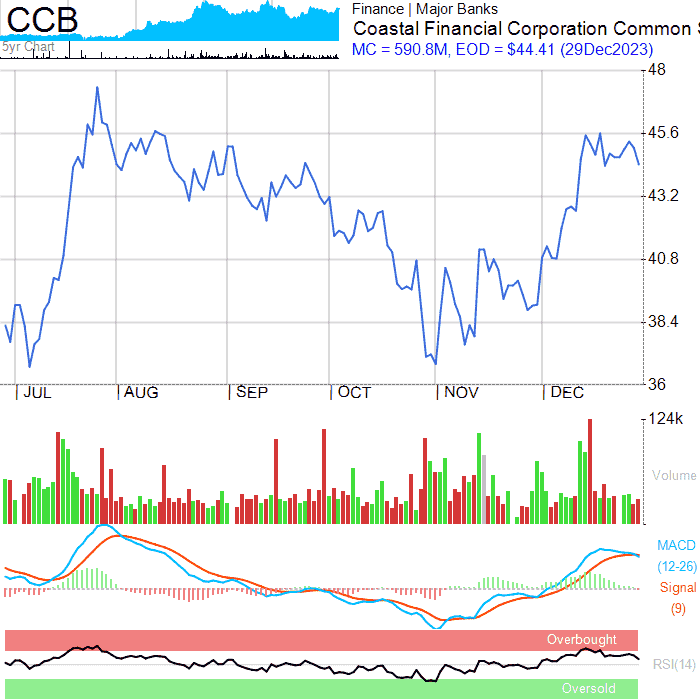 CCB
5yr Chart
Finance | Major Banks
Coastal Financial Corporation Common S
MC = 590.8M, EOD = $44.41 (29Dec2023)
48
45.6
43.2
40.8
38.4
36
| JUL | AUG | SEP | OCT | NOV | DEC
124k
Volume
MACD
(12-26)
Signal
(9)
Overbought
RSI(14)
Oversold